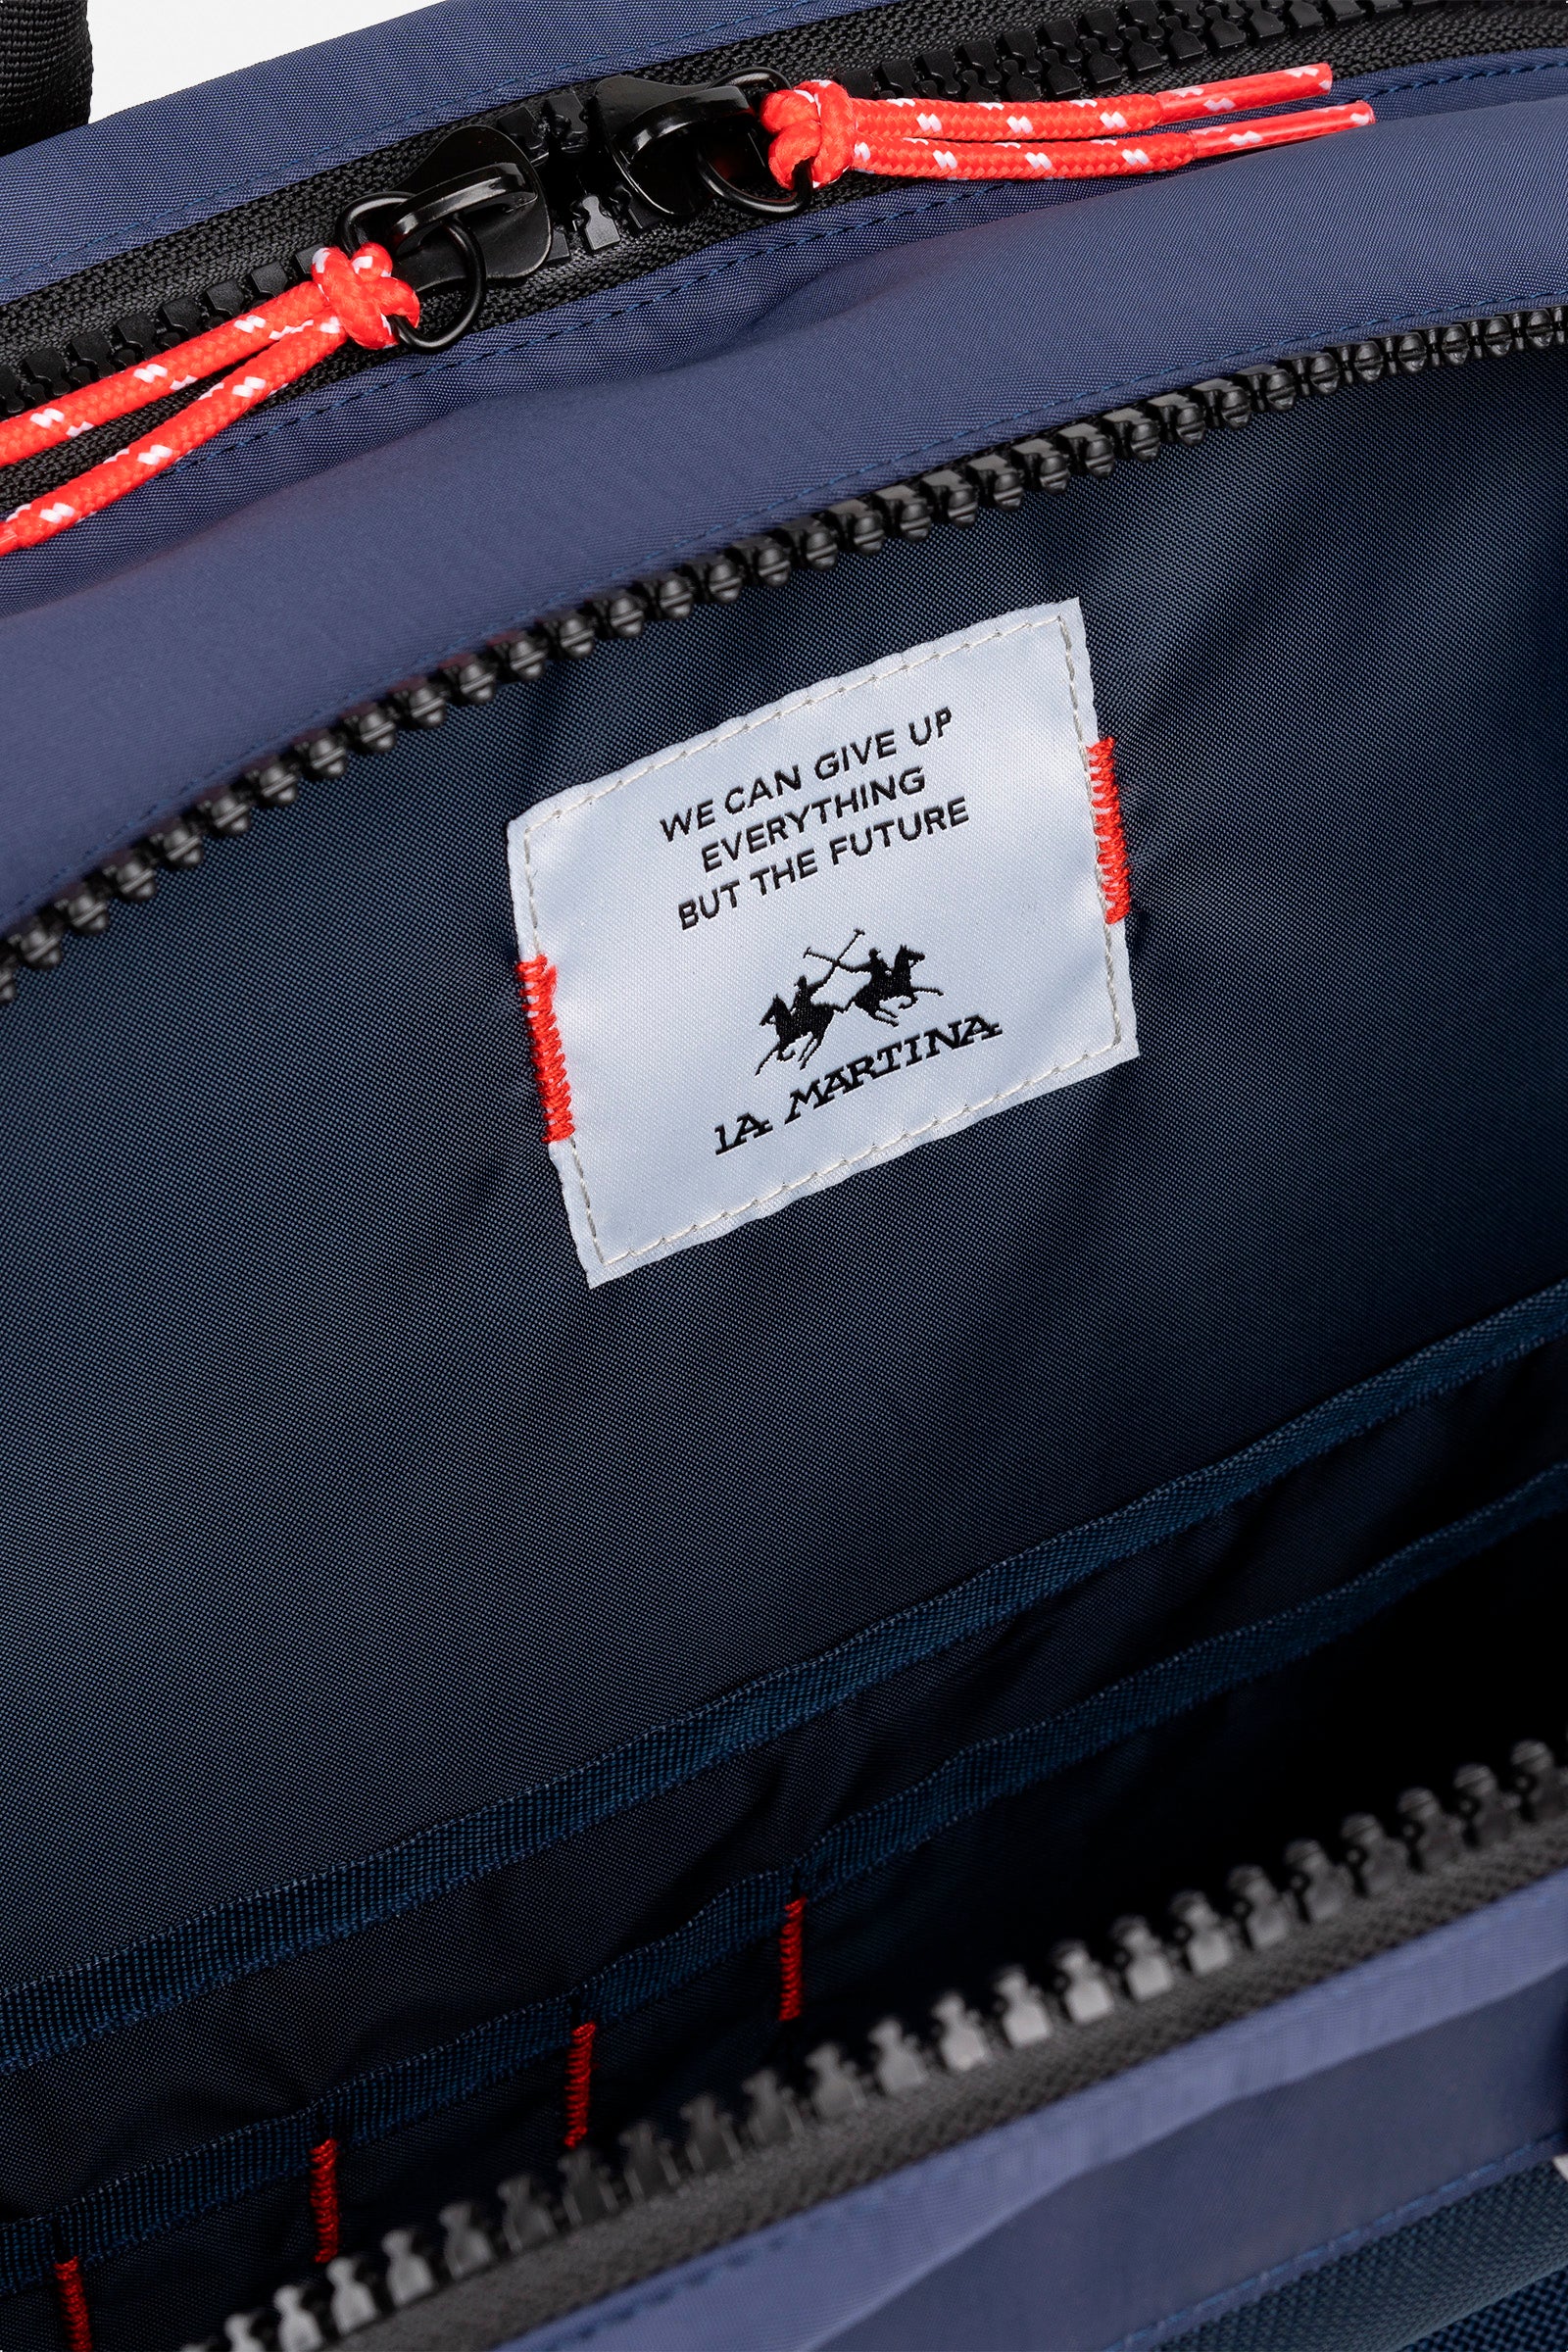 WE CAN GIVE UP
EVERYTHING
BUT THE FUTURE
LA MARTINA